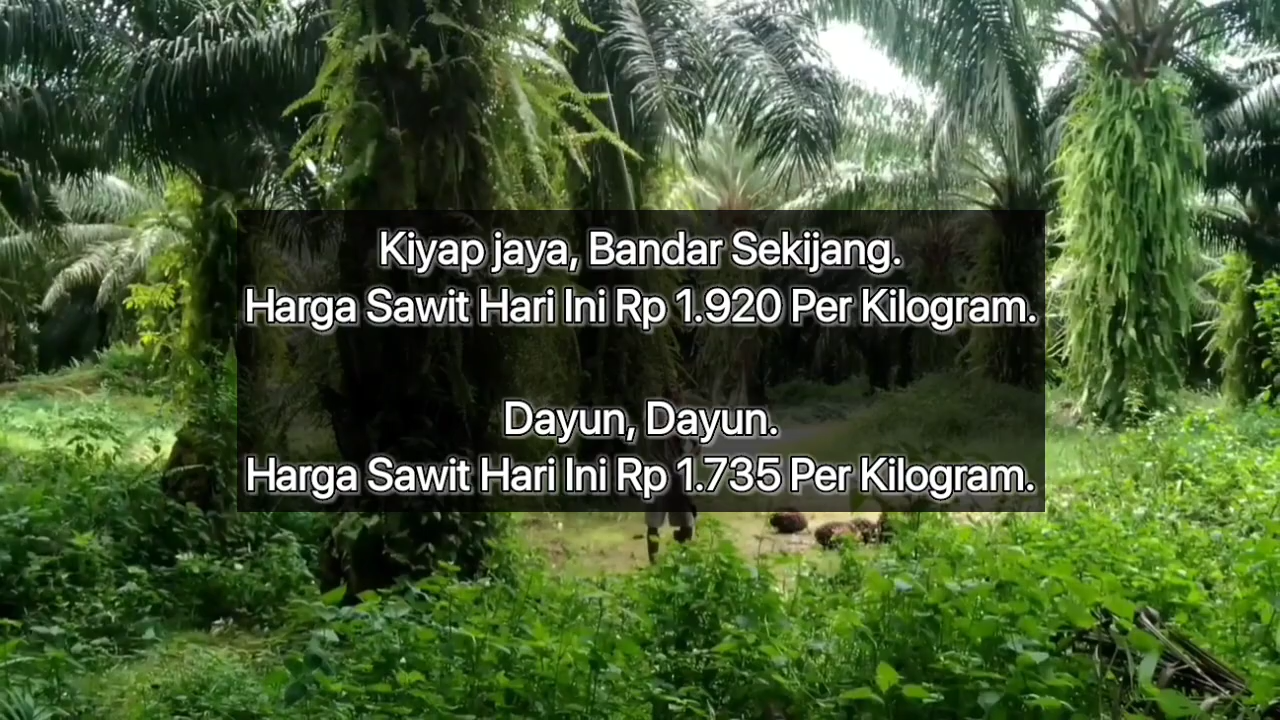 Kiyap jaya, Bandar Sekijang.
Harga Sawit Hari Ini Rp 1.920 Per Kilogram.
Dayun, Dayun.
Harga Sawit Hari Ini Rp 1.735 Per Kilogram.